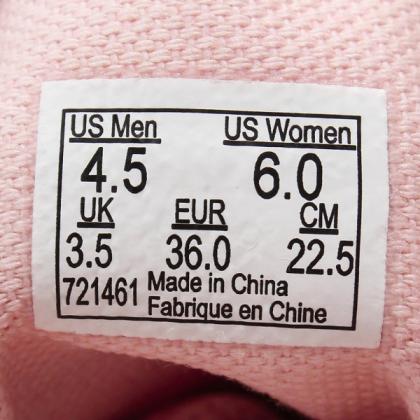 US Men US Women
4.5 6.0
UK EUR CM
3.5 36.0 22.5
721461 Made in China
Fabrique en Chine